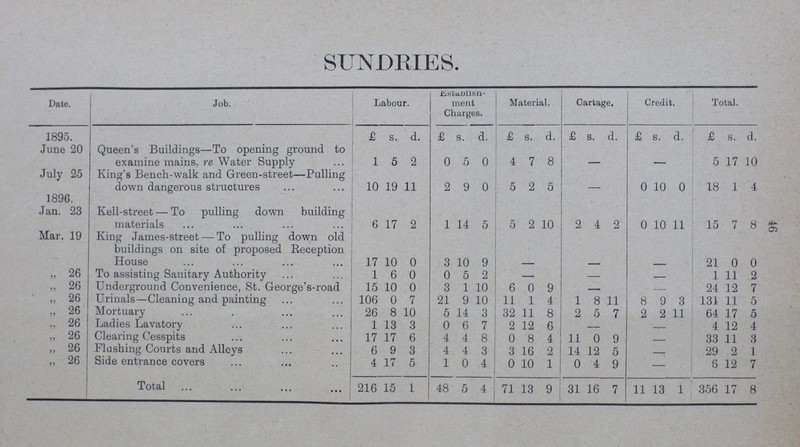 SUNDRIES.
Date. Job. Labour. Establish-ment Charges. Material. Cartage. Credit. Total.
1895. £ s. d. £ s. d. £ s. d. £ s. d. £ s. d. £ s. d.
June 20 Queen's Buildings—To opening ground to
examine mains, re Water Supply ... 1 5 2 0 5 0 4 7 8 — — 5 17 10
July 25 King's Bench-walk and Green-street—Pulling
down dangerous structures ... ... 10 19 11 2 9 0 5 2 5 — 0 10 0 18 1 4
1896.
Jan. 23 Kell-street—To pulling down building
materials ... ... ... ... 6 17 2 1 14 5 5 2 10 2 4 2 0 10 11 15 7 8
Mar. 19 King James-street—To pulling down old
buildings on site of proposed Reception
House ... ... ... ... 17 10 0 3 10 9 — — — 21 0 0
„ 26 To assisting Sanitary Authority ... ... 1 6 0 0 5 2 — — — 1 11 2
„ 26 Underground Convenience, St. George's-road 15 10 0 3 1 10 6 0 9 — — 24 12 7
„ 26 Urinals—Cleaning and painting ... ... 106 0 7 21 9 10 11 1 4 1 8 11 8 9 3 131 11 5
„ 26 Mortuary ... . ... ... 26 8 10 5 14 3 32 11 8 2 5 7 2 2 11 64 17 5
„ 26 Ladies Lavatory ... ... ... 1 13 3 0 6 7 2 12 6 — — 4 12 4
„ 26 Clearing Cesspits ... ... ... 17 17 6 4 4 8 0 8 4 11 0 9 — 33 11 3
„ 26 Flushing Courts and Alleys ... ... 6 9 3 4 4 3 3 16 2 14 12 5 — 29 2 1
„ 26 Side entrance covers ... ... .. 4 17 5 1 0 4 0 10 1 0 4 9 — 6 12 7
Total ... ... ... ... 216 15 1 48 5 4 71 13 9 31 16 7 11 13 1 356 17 8
46